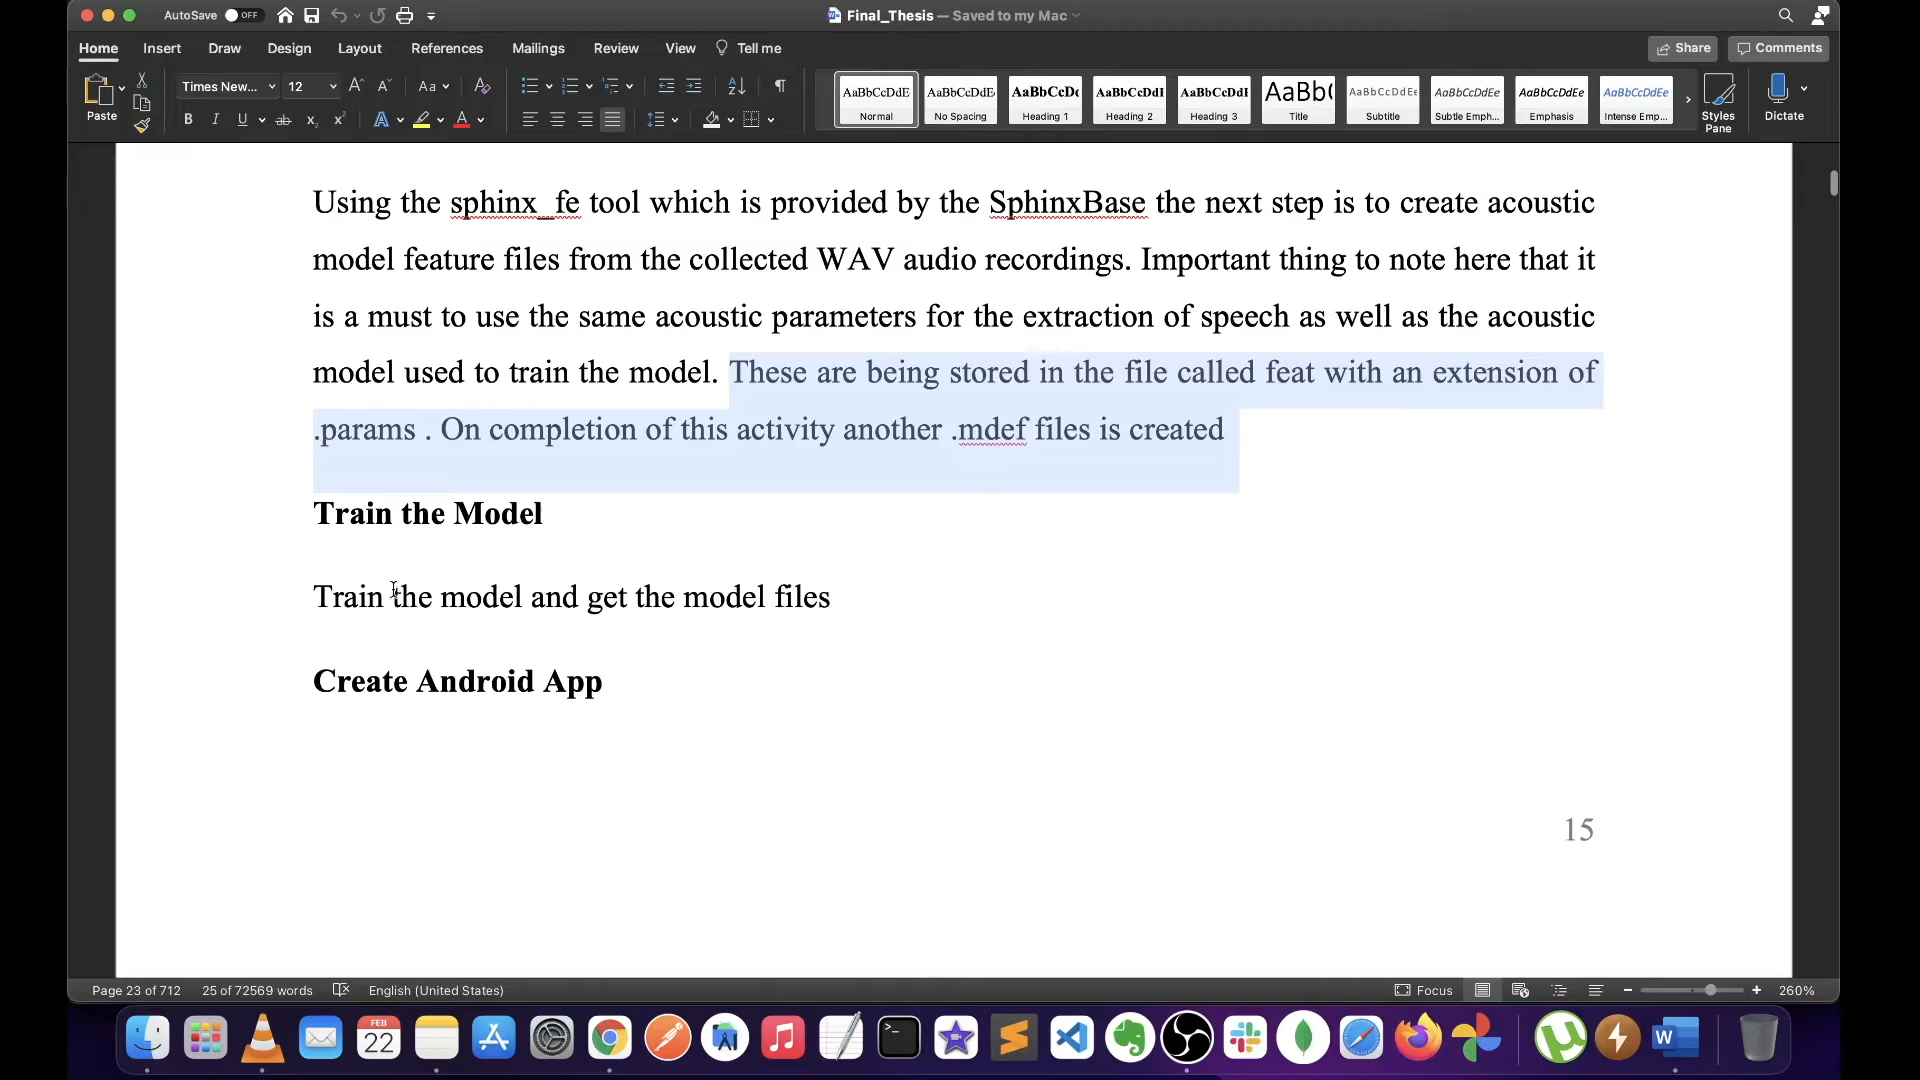 AutoSave OFF Final_Thesis — Saved to my Mac
Home Insert Draw Design Layout References Mailings Review View Tell me Share Comments
Paste Times New... 12 Aa
AaBbCcDdE AaBbCcDdE AaBbCcDc AaBbCcDdE AaBbCcDdI AaBb( AaBbCcDdEe AaBbCcDdEe AaBbCcDdEe AaBbCcDdEe
Normal No Spacing Heading 1 Heading 2 Heading 3 Title Subtitle Subtle Emph... Emphasis Intense Emp... Styles Pane Dictate
Using the sphinx_fe tool which is provided by the SphinxBase the next step is to create acoustic
model feature files from the collected WAV audio recordings. Important thing to note here that it
is a must to use the same acoustic parameters for the extraction of speech as well as the acoustic
model used to train the model. These are being stored in the file called feat with an extension of
.params . On completion of this activity another .mdef files is created
Train the Model
Train the model and get the model files
Create Android App
15
Page 23 of 712 25 of 72569 words English (United States) Focus 260%
FEB
22